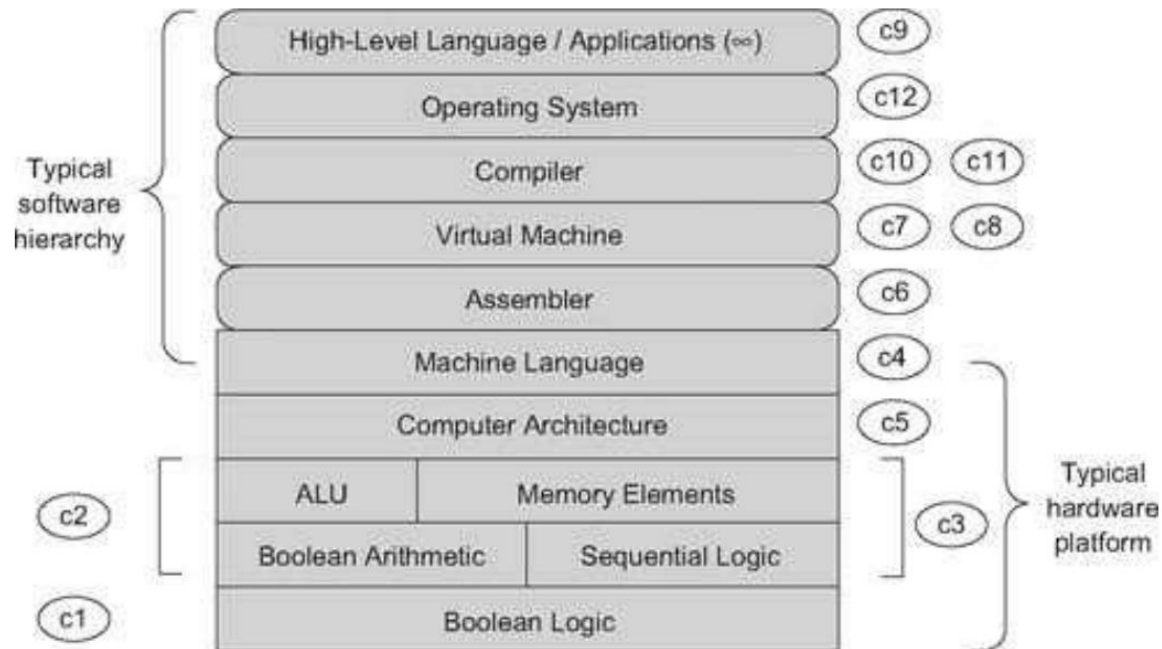 High-Level Language / Applications (∞)
c9
Operating System
c12
Compiler
c10
c11
Typical
software
hierarchy
Virtual Machine
c7
c8
Assembler
c6
Machine Language
c4
Computer Architecture
c5
ALU
Memory Elements
c2
c3
Typical
hardware
platform
Boolean Arithmetic
Sequential Logic
c1
Boolean Logic